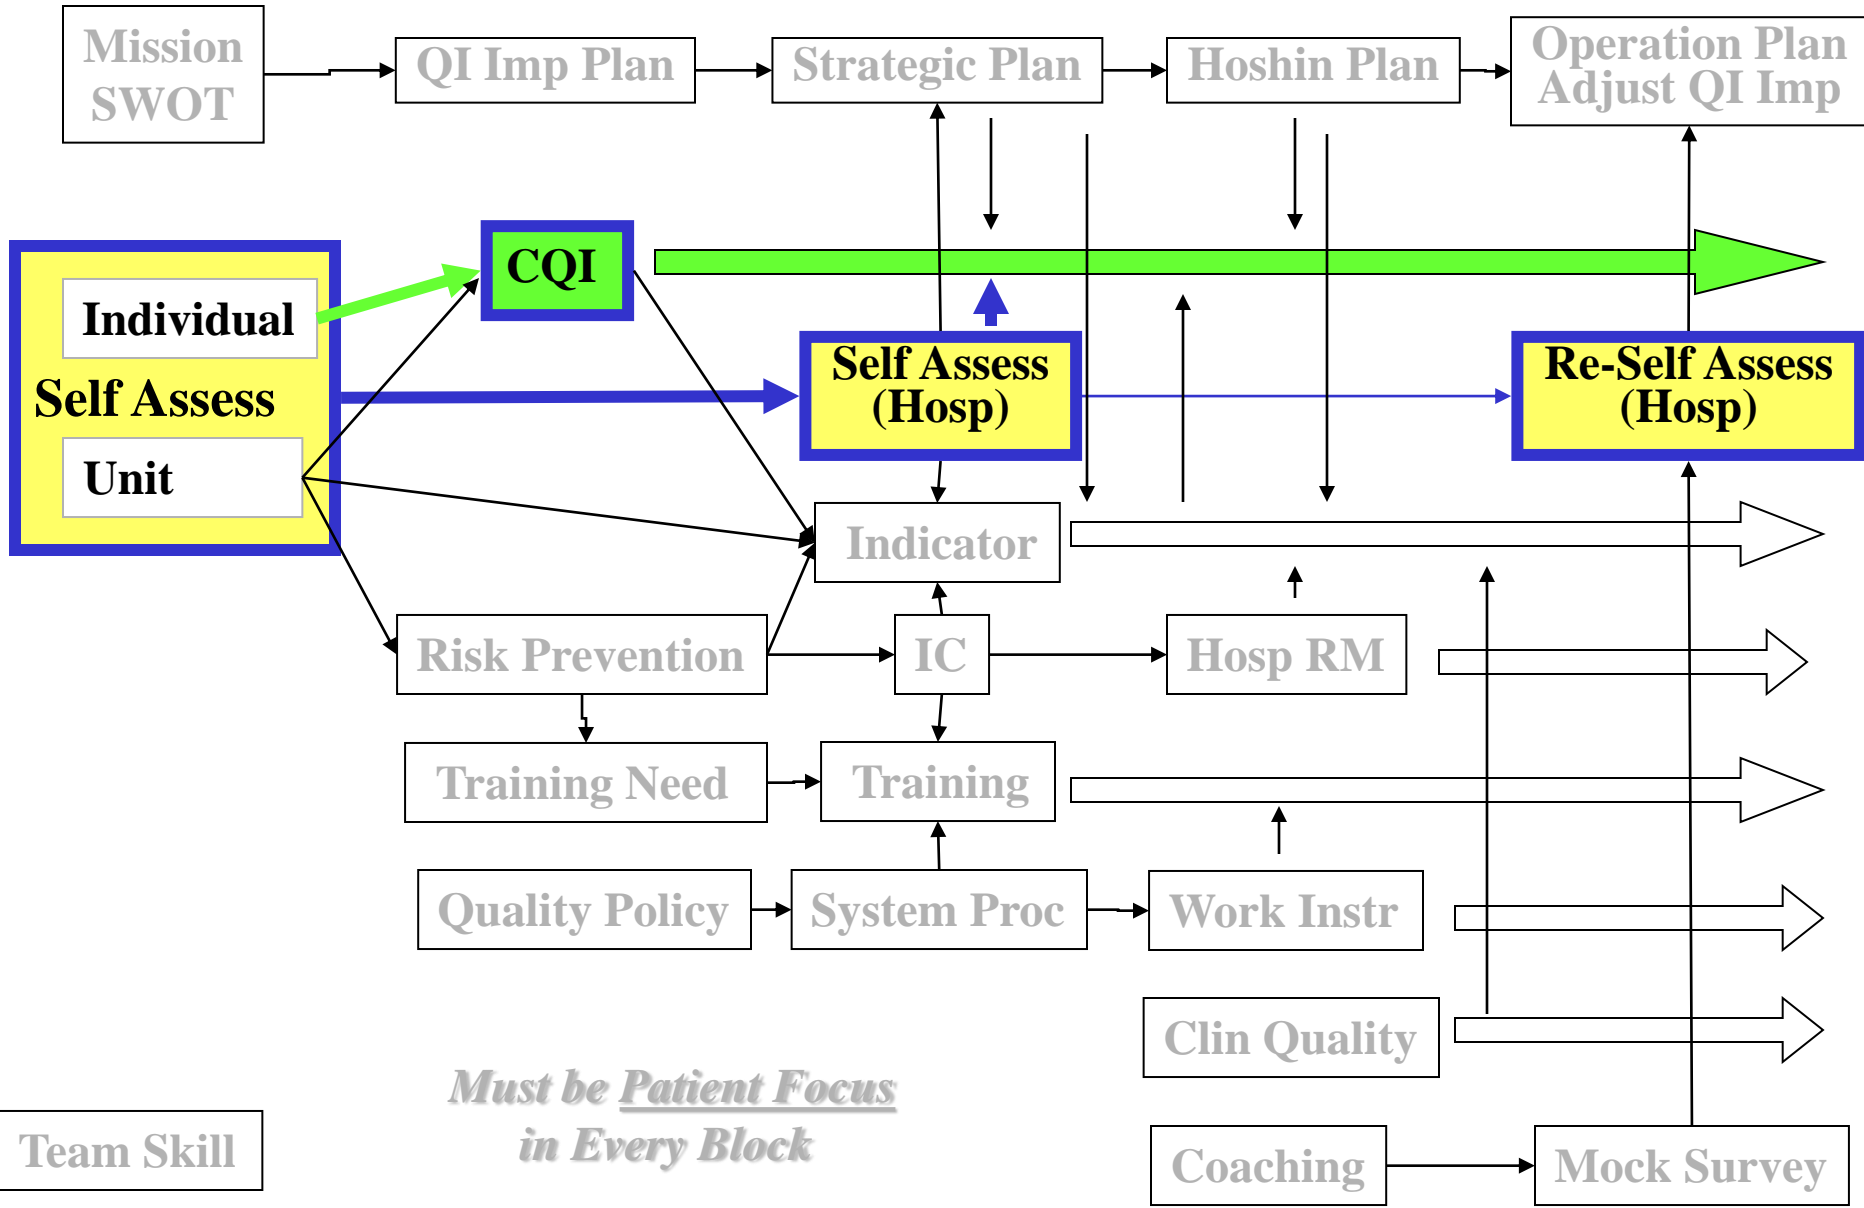 Mission
SWOT
QI Imp Plan
Strategic Plan
Hoshin Plan
Operation Plan
Adjust QI Imp
CQI
Individual
Self Assess
Unit
Self Assess
(Hosp)
Re-Self Assess
(Hosp)
Indicator
Risk Prevention
IC
Hosp RM
Training Need
Training
Quality Policy
System Proc
Work Instr
Clin Quality
Must be Patient Focus
in Every Block
Team Skill
Coaching
Mock Survey